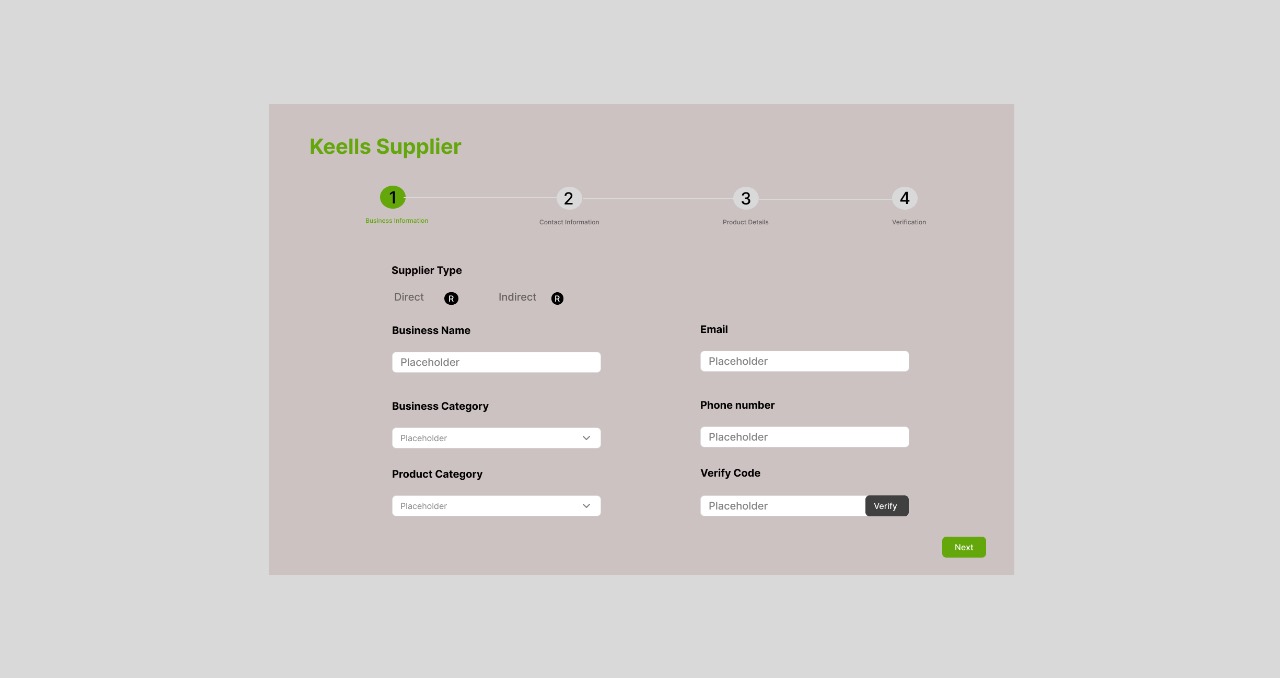 Keells Supplier
1 2 3 4
Business Information Contact Information Product Details Verification
Supplier Type
Direct R Indirect R
Business Name Email
Placeholder Placeholder
Business Category Phone number
Placeholder Placeholder
Product Category Verify Code
Placeholder Placeholder Verify
Next